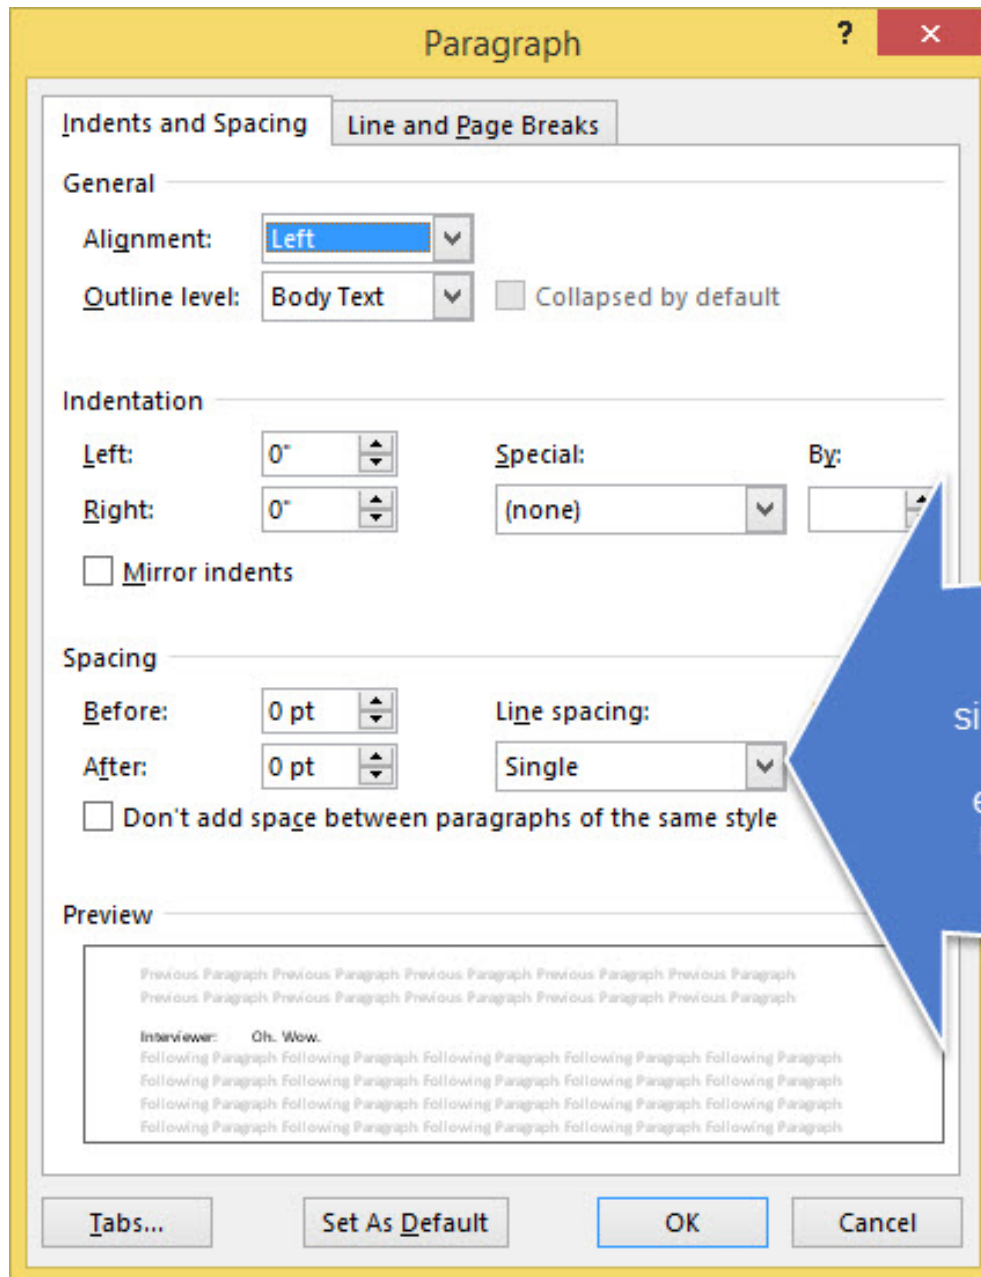 Paragraph ?
Indents and Spacing Line and Page Breaks
General
Alignment: Left
Outline level: Body Text Collapsed by default
Indentation
Left: 0" Special: By:
Right: 0" (none)
Mirror indents
Spacing
Before: 0 pt Line spacing:
After: 0 pt Single
Don't add space between paragraphs of the same style
Preview
Previous Paragraph Previous Paragraph Previous Paragraph Previous Paragraph Previous Paragraph
Previous Paragraph Previous Paragraph Previous Paragraph Previous Paragraph Previous Paragraph
Interviewer: Oh. Wow.
Following Paragraph Following Paragraph Following Paragraph Following Paragraph Following Paragraph
Following Paragraph Following Paragraph Following Paragraph Following Paragraph Following Paragraph
Following Paragraph Following Paragraph Following Paragraph Following Paragraph Following Paragraph
Following Paragraph Following Paragraph Following Paragraph Following Paragraph Following Paragraph
Tabs... Set As Default OK Cancel